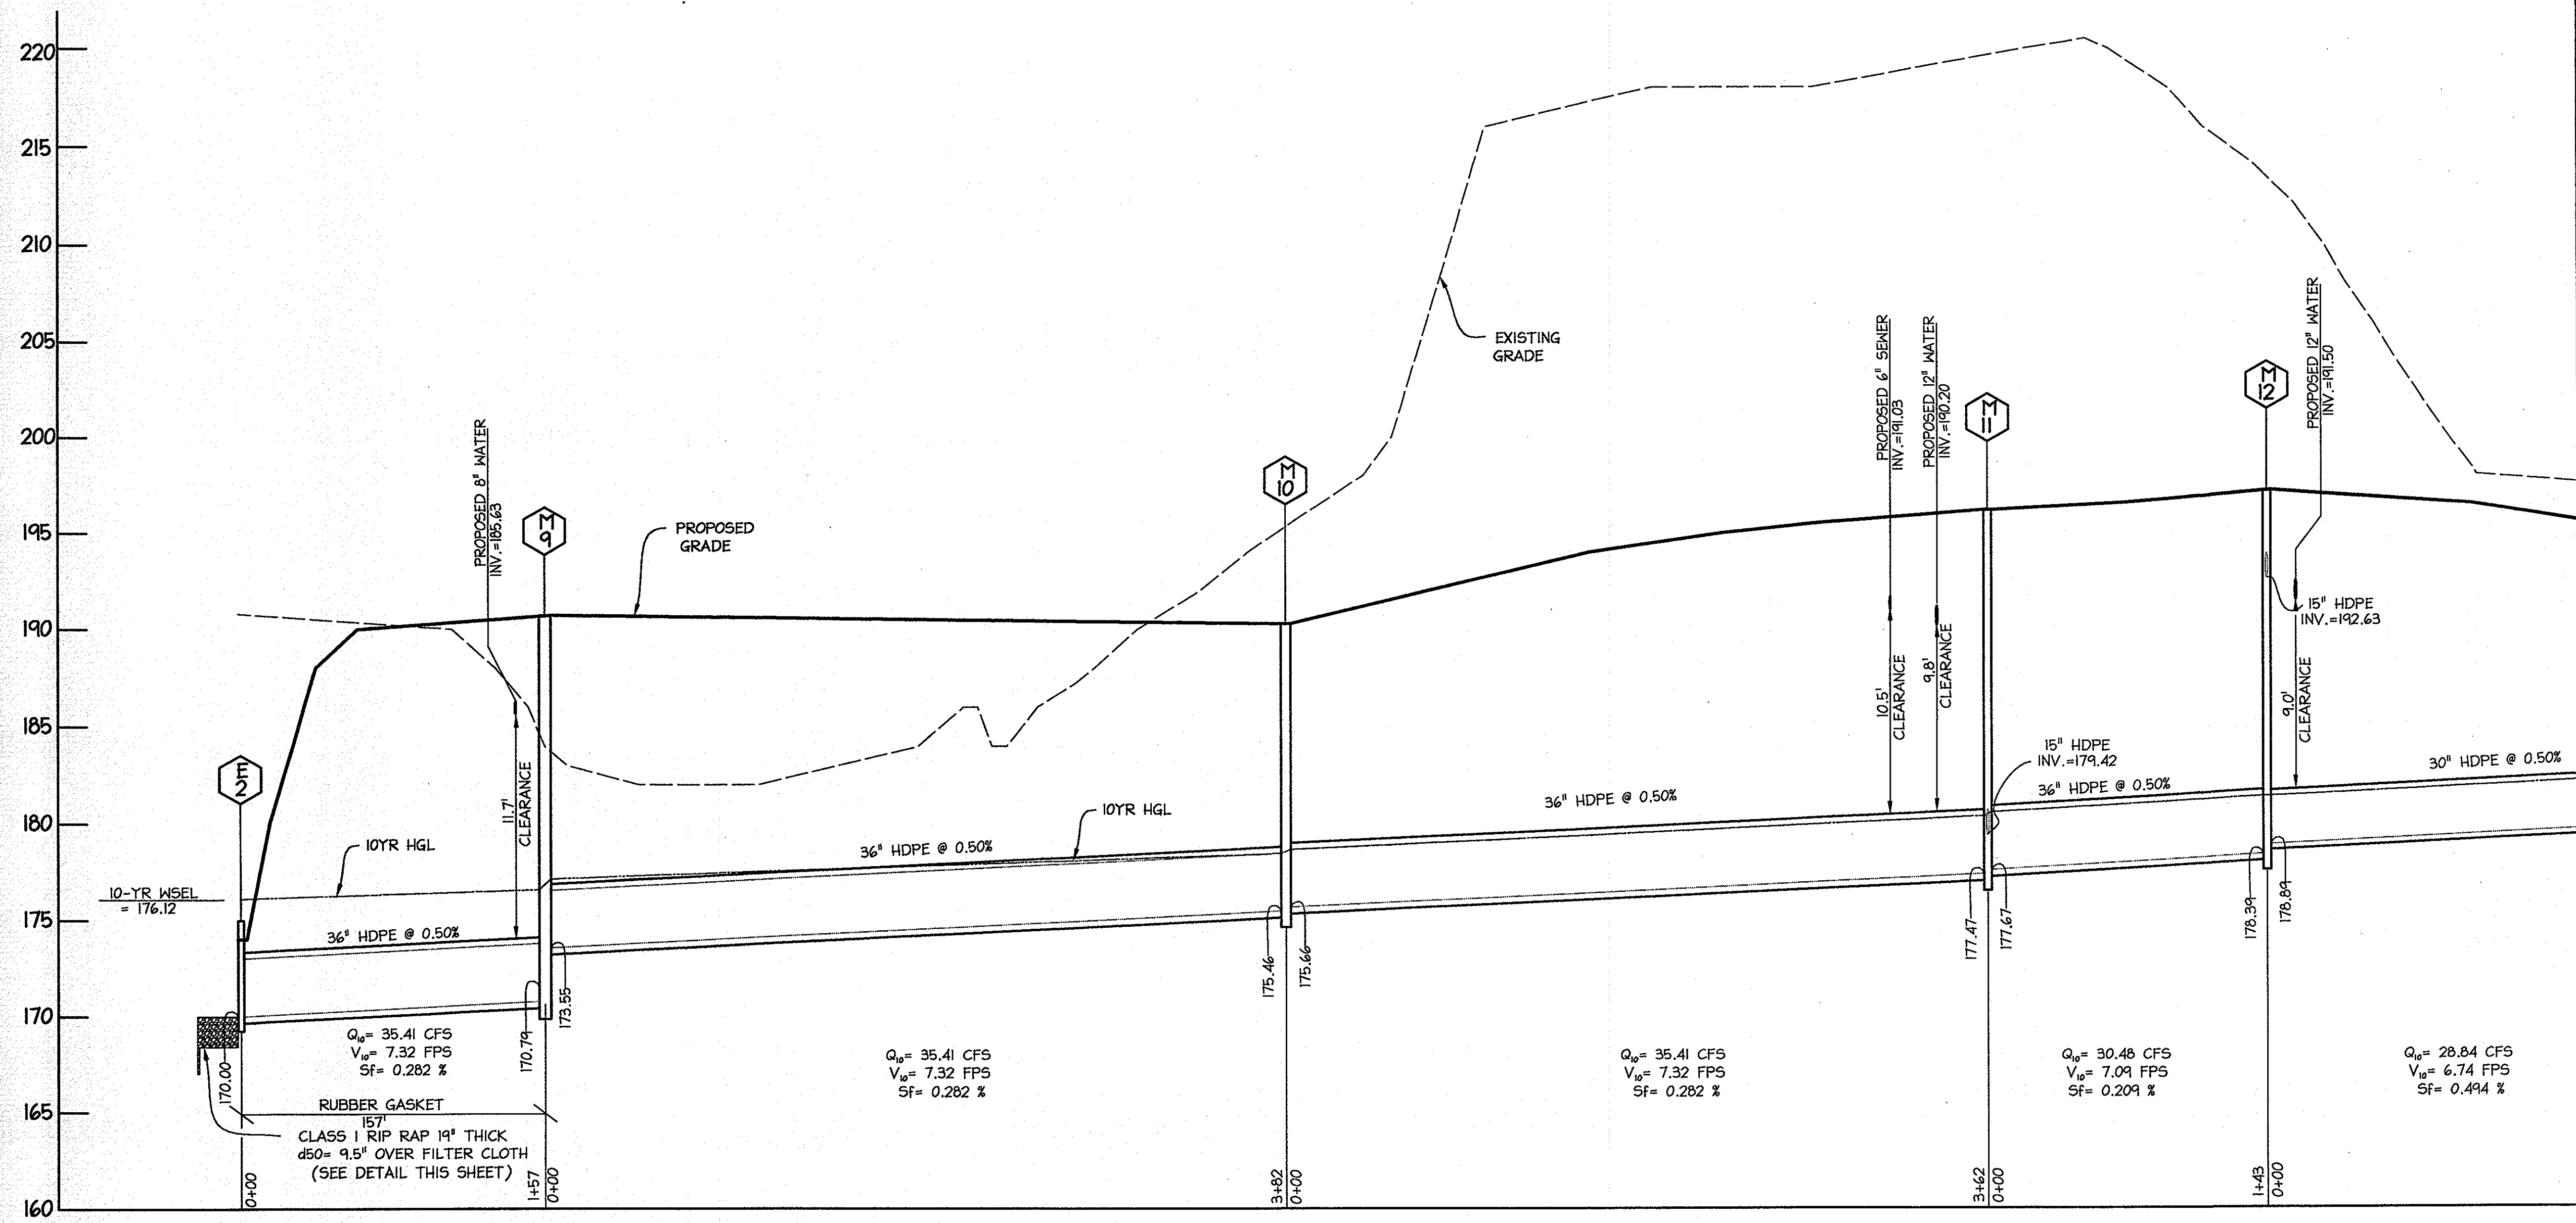 220
215
210
205
200
195
190
185
180
175
170
165
160
E
2
M
9
M
10
M
11
M
12
PROPOSED 8" WATER
INV.=185.63
PROPOSED
GRADE
EXISTING
GRADE
PROPOSED 6" SEWER
INV.=191.03
PROPOSED 12" WATER
INV.=190.20
PROPOSED 12" WATER
INV.=191.50
15" HDPE
INV.=192.63
11.7'
CLEARANCE
10.5'
CLEARANCE
9.8'
CLEARANCE
9.0'
CLEARANCE
15" HDPE
INV.=179.42
10YR HGL
10YR HGL
10-YR WSEL
= 176.12
36" HDPE @ 0.50%
36" HDPE @ 0.50%
36" HDPE @ 0.50%
36" HDPE @ 0.50%
30" HDPE @ 0.50%
170.00
170.79
173.55
175.46
175.66
177.47
177.67
178.39
178.89
Q10= 35.41 CFS
V10= 7.32 FPS
Sf= 0.282 %
Q10= 35.41 CFS
V10= 7.32 FPS
Sf= 0.282 %
Q10= 35.41 CFS
V10= 7.32 FPS
Sf= 0.282 %
Q10= 30.48 CFS
V10= 7.09 FPS
Sf= 0.209 %
Q10= 28.84 CFS
V10= 6.74 FPS
Sf= 0.494 %
RUBBER GASKET
157'
CLASS 1 RIP RAP 19" THICK
d50= 9.5" OVER FILTER CLOTH
(SEE DETAIL THIS SHEET)
0+00
1+57
0+00
3+82
0+00
3+62
0+00
1+43
0+00